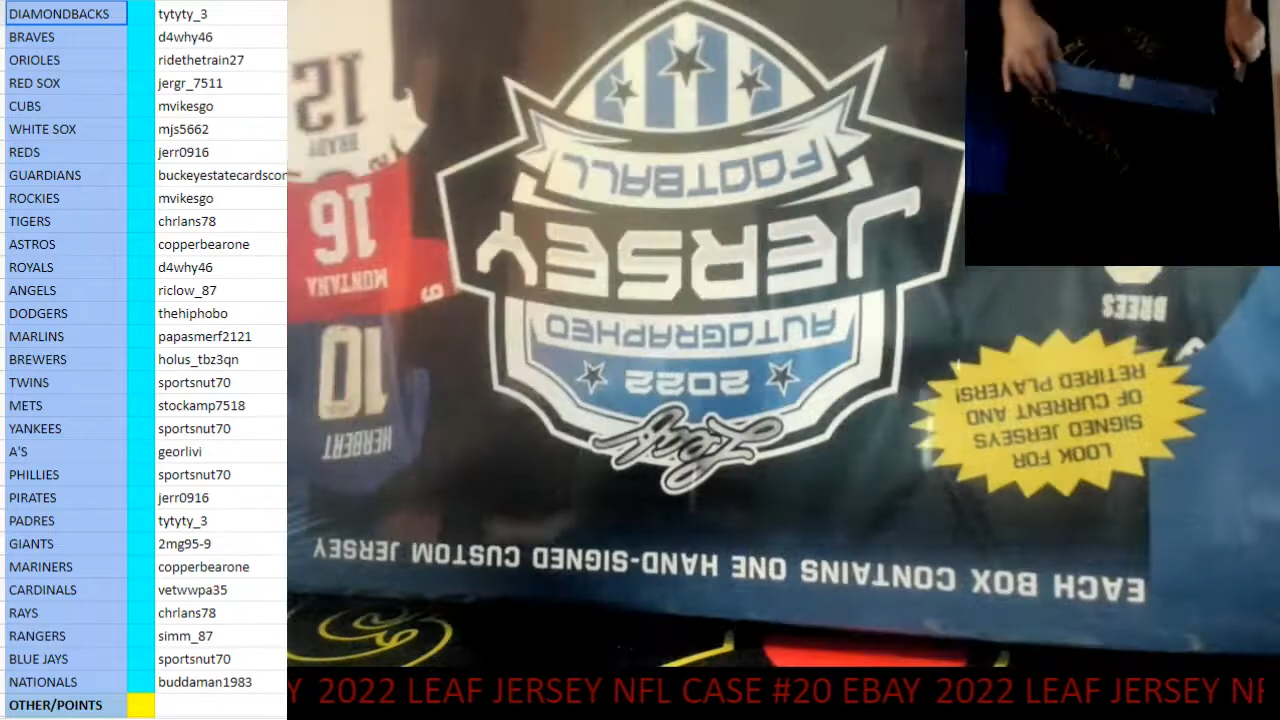 DIAMONDBACKS tytyty_3
BRAVES d4why46
ORIOLES ridethetrain27
RED SOX jergr_7511
CUBS mvikesgo
WHITE SOX mjs5662
REDS jerr0916
GUARDIANS buckeyestatecardscon
ROCKIES mvikesgo
TIGERS chrlans78
ASTROS copperbearone
ROYALS d4why46
ANGELS riclow_87
DODGERS thehiphobo
MARLINS papasmerf2121
BREWERS holus_tbz3qn
TWINS sportsnut70
METS stockamp7518
YANKEES sportsnut70
A'S georlivi
PHILLIES sportsnut70
PIRATES jerr0916
PADRES tytyty_3
GIANTS 2mg95-9
MARINERS copperbearone
CARDINALS vetwwpa35
RAYS chrlans78
RANGERS simm_87
BLUE JAYS sportsnut70
NATIONALS buddaman1983
OTHER/POINTS
EACH BOX CONTAINS ONE HAND-SIGNED CUSTOM JERSEY
LOOK FOR
SIGNED JERSEYS
OF CURRENT AND
RETIRED PLAYERS!
Leaf
2022
AUTOGRAPHED
JERSEY
FOOTBALL
HERBERT
10
MONTANA
16
BRADY
12
BREES
9
Y 2022 LEAF JERSEY NFL CASE #20 EBAY 2022 LEAF JERSEY NF